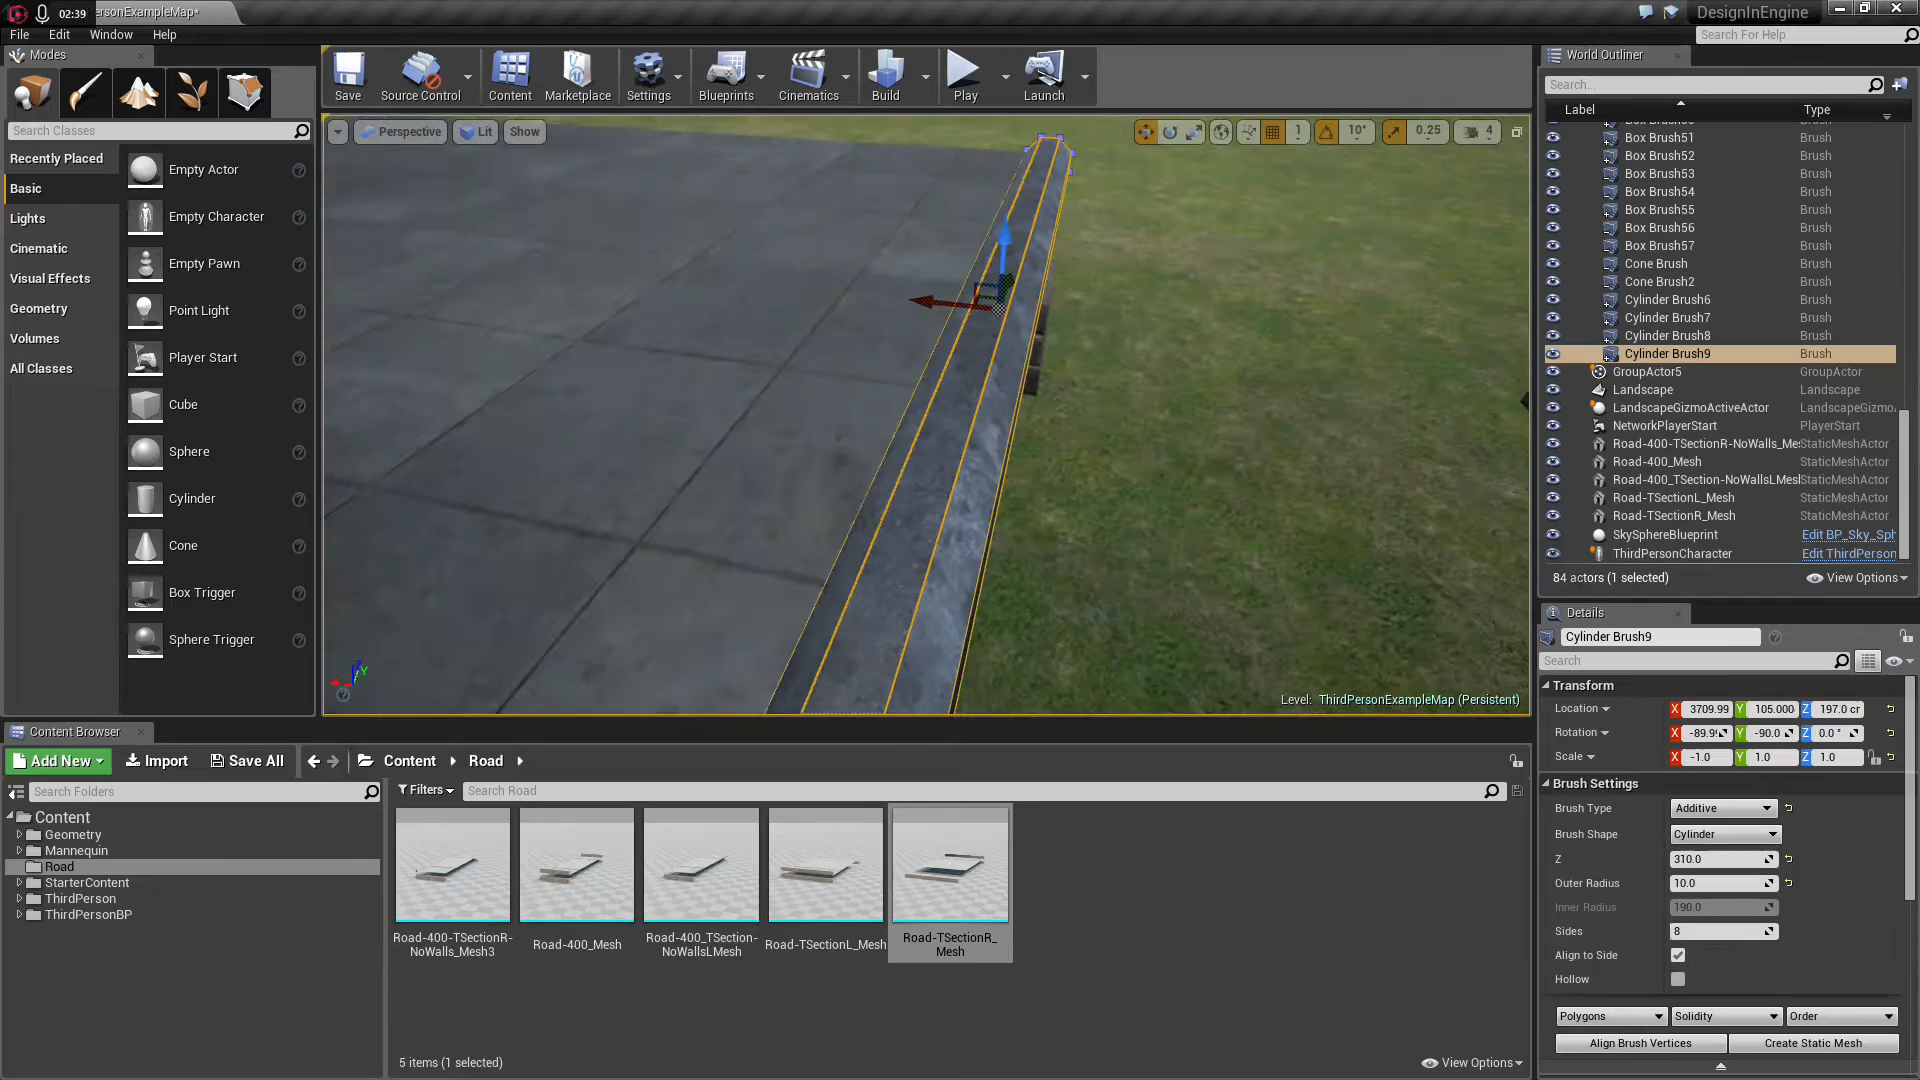 02:39
ersonExampleMap*
DesignInEngine
File Edit Window Help
Search For Help
Modes
Save
Source Control
Content
Marketplace
Settings
Blueprints
Cinematics
Build
Play
Launch
World Outliner
Search...
Label Type
Search Classes
Recently Placed
Basic
Lights
Cinematic
Visual Effects
Geometry
Volumes
All Classes
Empty Actor
Empty Character
Empty Pawn
Point Light
Player Start
Cube
Sphere
Cylinder
Cone
Box Trigger
Sphere Trigger
Perspective Lit Show
1 10° 0.25 4
Level: ThirdPersonExampleMap (Persistent)
Box Brush51 Brush
Box Brush52 Brush
Box Brush53 Brush
Box Brush54 Brush
Box Brush55 Brush
Box Brush56 Brush
Box Brush57 Brush
Cone Brush Brush
Cone Brush2 Brush
Cylinder Brush6 Brush
Cylinder Brush7 Brush
Cylinder Brush8 Brush
Cylinder Brush9 Brush
GroupActor5 GroupActor
Landscape Landscape
LandscapeGizmoActiveActor LandscapeGizmo
NetworkPlayerStart PlayerStart
Road-400-TSectionR-NoWalls_Me StaticMeshActor
Road-400_Mesh StaticMeshActor
Road-400_TSection-NoWallsLMesl StaticMeshActor
Road-TSectionL_Mesh StaticMeshActor
Road-TSectionR_Mesh StaticMeshActor
SkySphereBlueprint Edit BP_Sky_Sph
ThirdPersonCharacter Edit ThirdPerson
84 actors (1 selected) View Options
Details
Cylinder Brush9
Search
Transform
Location X 3709.99 Y 105.000 Z 197.0 cr
Rotation X -89.9 Y -90.0 Z 0.0 °
Scale X -1.0 Y 1.0 Z 1.0
Brush Settings
Brush Type Additive
Brush Shape Cylinder
Z 310.0
Outer Radius 10.0
Inner Radius 190.0
Sides 8
Align to Side
Hollow
Polygons Solidity Order
Align Brush Vertices Create Static Mesh
Content Browser
Add New Import Save All Content Road
Search Folders
Filters Search Road
Content
Geometry
Mannequin
Road
StarterContent
ThirdPerson
ThirdPersonBP
Road-400-TSectionR-
NoWalls_Mesh3
Road-400_Mesh
Road-400_TSection-
NoWallsLMesh
Road-TSectionL_Mesh
Road-TSectionR_
Mesh
5 items (1 selected) View Options